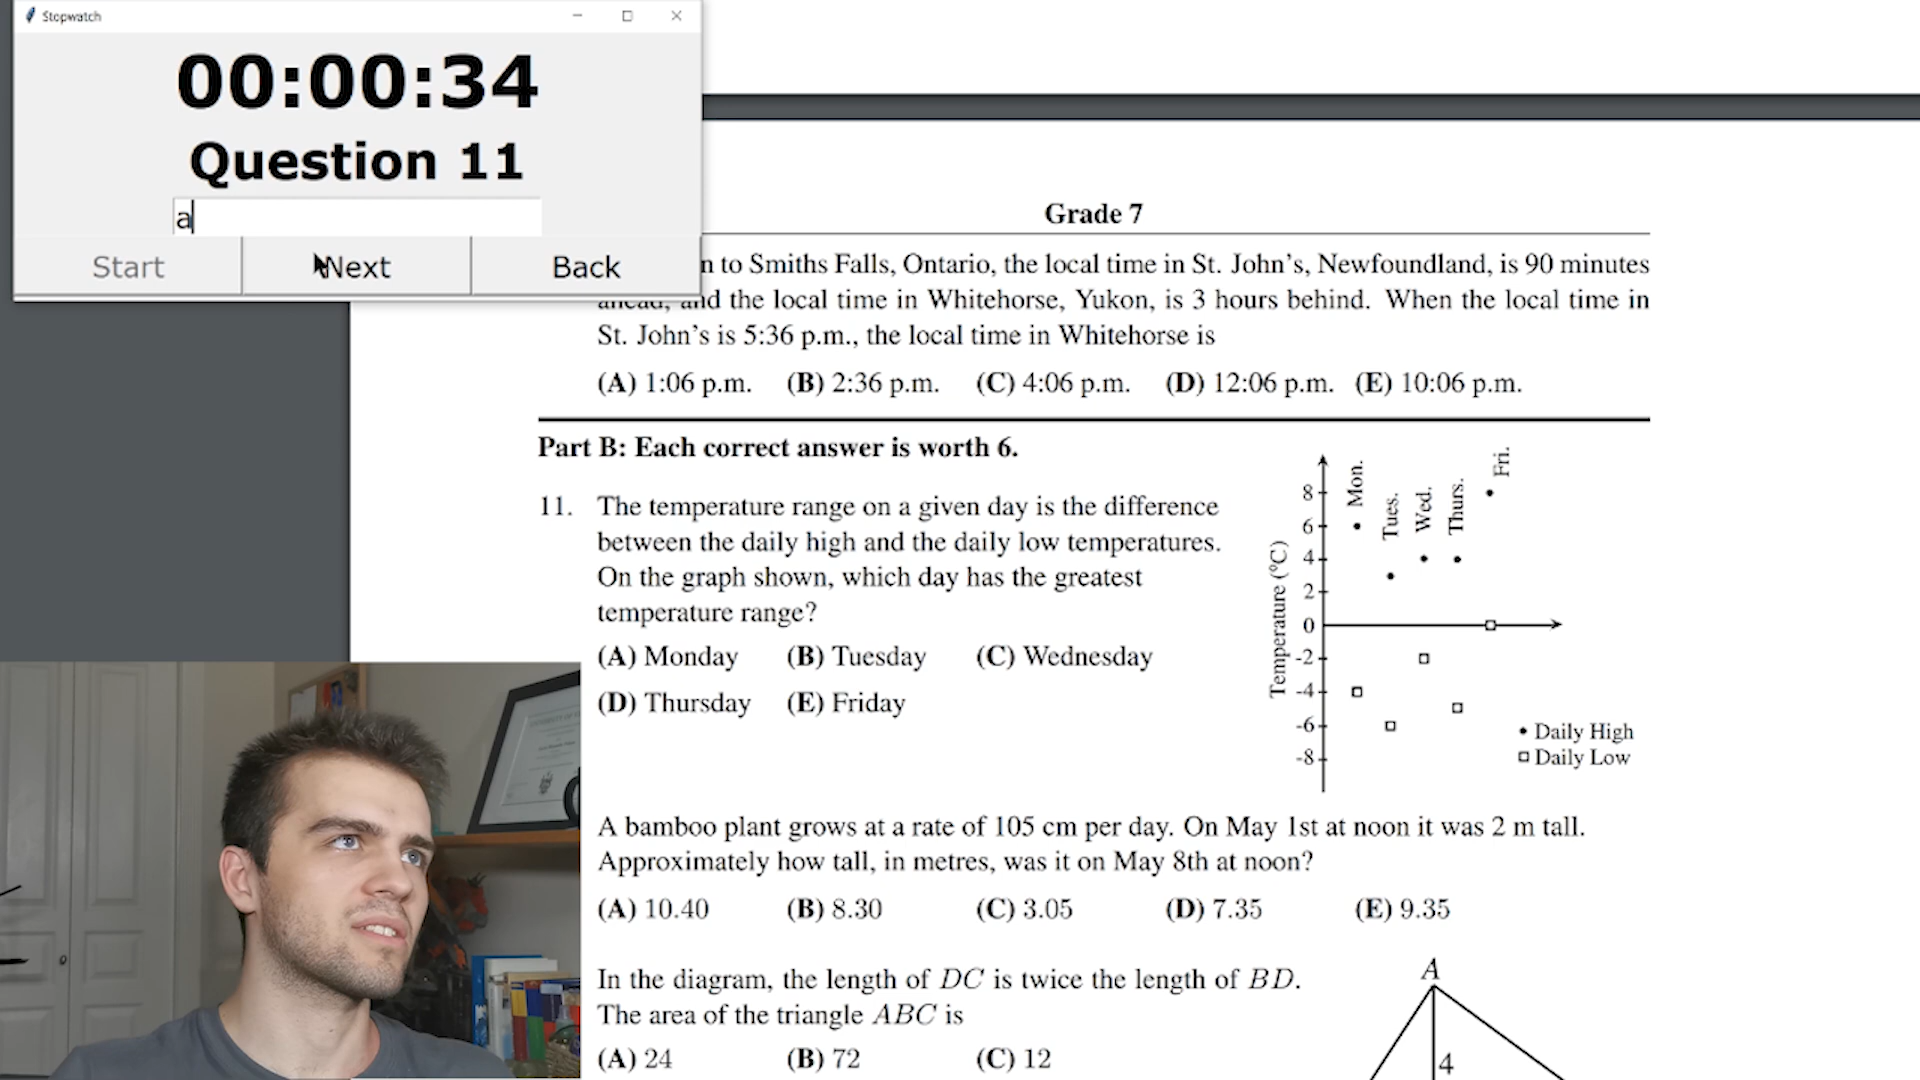 Stopwatch
00:00:34
Question 11
a
Start Next Back
Grade 7
n to Smiths Falls, Ontario, the local time in St. John's, Newfoundland, is 90 minutes
ahead, and the local time in Whitehorse, Yukon, is 3 hours behind. When the local time in
St. John's is 5:36 p.m., the local time in Whitehorse is
(A) 1:06 p.m. (B) 2:36 p.m. (C) 4:06 p.m. (D) 12:06 p.m. (E) 10:06 p.m.
Part B: Each correct answer is worth 6.
11. The temperature range on a given day is the difference
between the daily high and the daily low temperatures.
On the graph shown, which day has the greatest
temperature range?
(A) Monday (B) Tuesday (C) Wednesday
(D) Thursday (E) Friday
Temperature (°C)
8
6
4
2
0
-2
-4
-6
-8
Mon.
Tues.
Wed.
Thurs.
Fri.
Daily High
Daily Low
A bamboo plant grows at a rate of 105 cm per day. On May 1st at noon it was 2 m tall.
Approximately how tall, in metres, was it on May 8th at noon?
(A) 10.40 (B) 8.30 (C) 3.05 (D) 7.35 (E) 9.35
In the diagram, the length of DC is twice the length of BD.
The area of the triangle ABC is
(A) 24 (B) 72 (C) 12
A
4